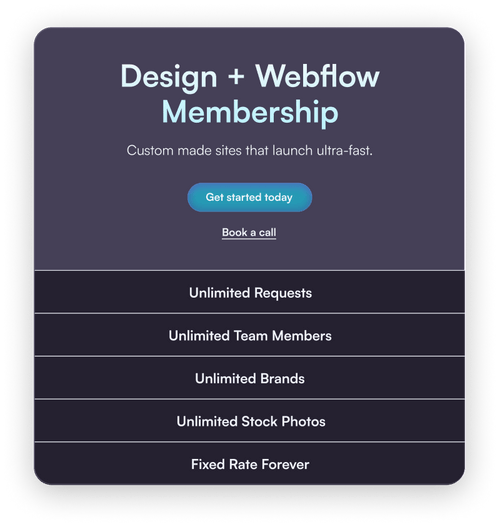 Design + Webflow
Membership
Custom made sites that launch ultra-fast.
Get started today
Book a call
Unlimited Requests
Unlimited Team Members
Unlimited Brands
Unlimited Stock Photos
Fixed Rate Forever